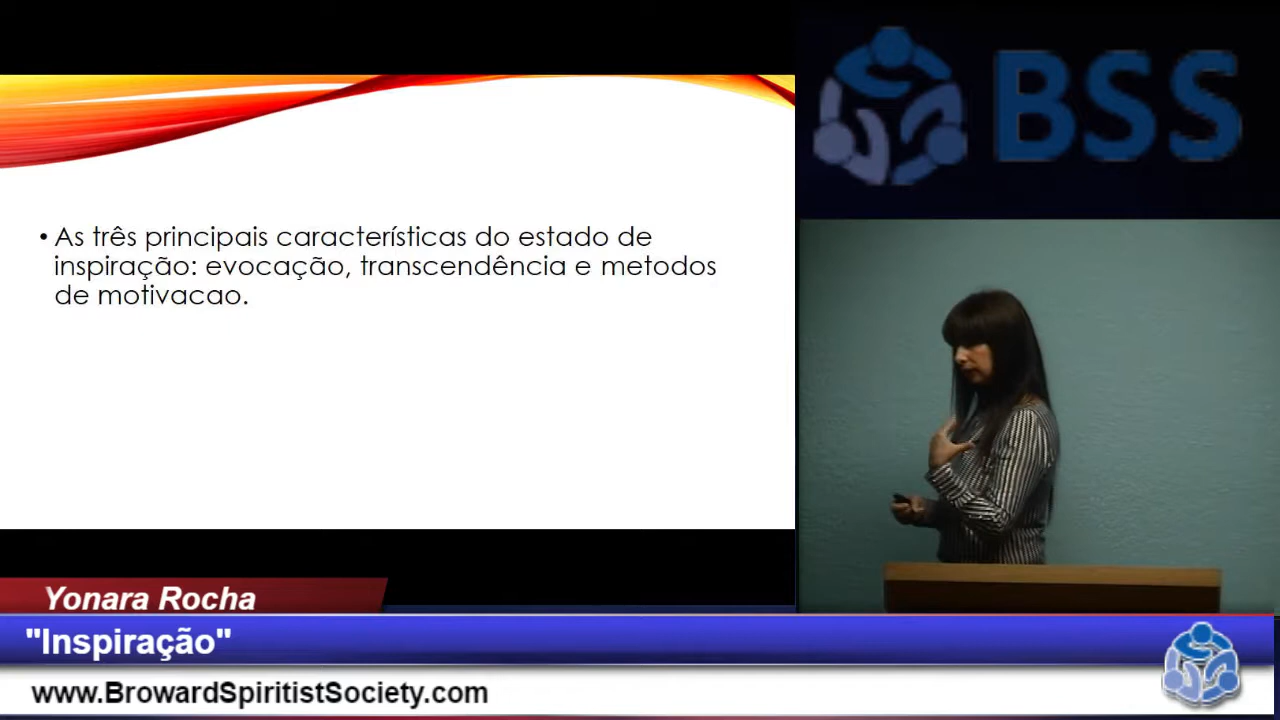 BSS
• As três principais características do estado de
inspiração: evocação, transcendência e metodos
de motivacao.
Yonara Rocha
"Inspiração"
www.BrowardSpiritistSociety.com